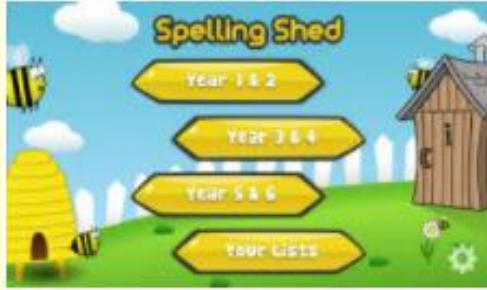 Spelling Shed
Year 1 & 2
Year 3 & 4
Year 5 & 6
Your Lists